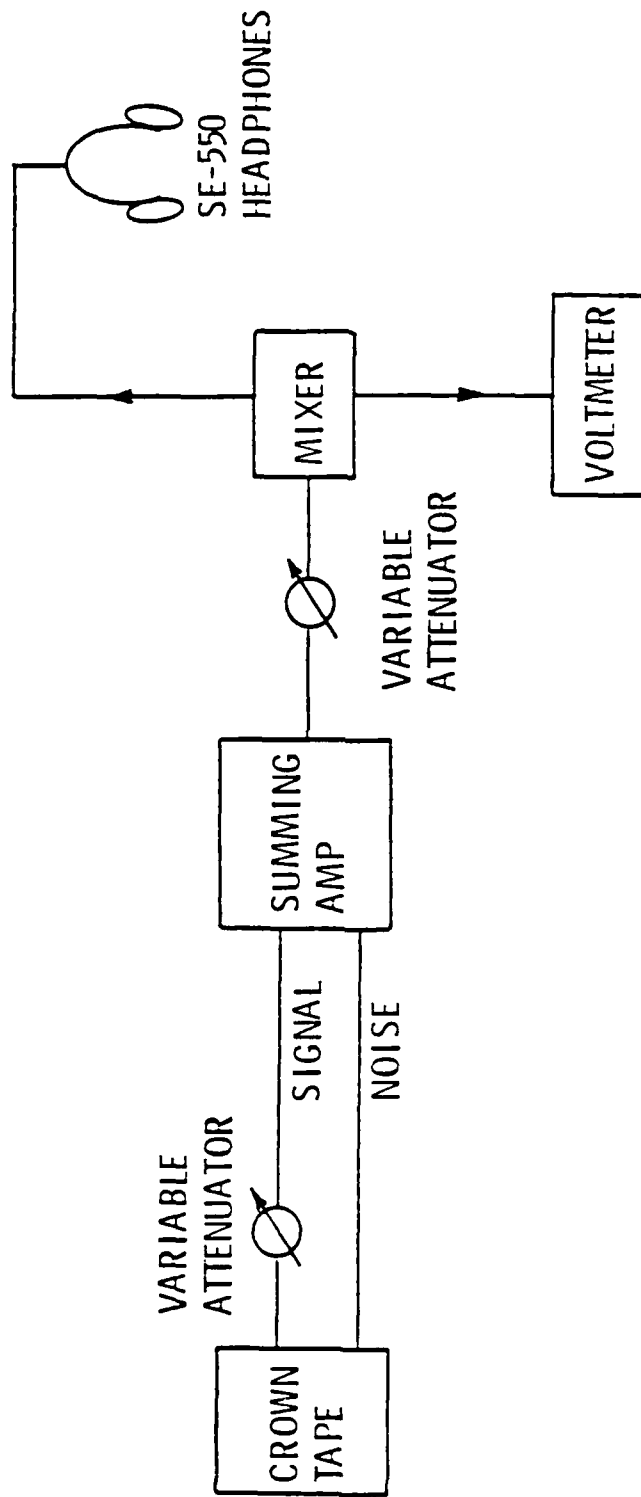 CROWN
TAPE
VARIABLE
ATTENUATOR
SIGNAL
NOISE
SUMMING
AMP
VARIABLE
ATTENUATOR
MIXER
SE-550
HEADPHONES
VOLTMETER